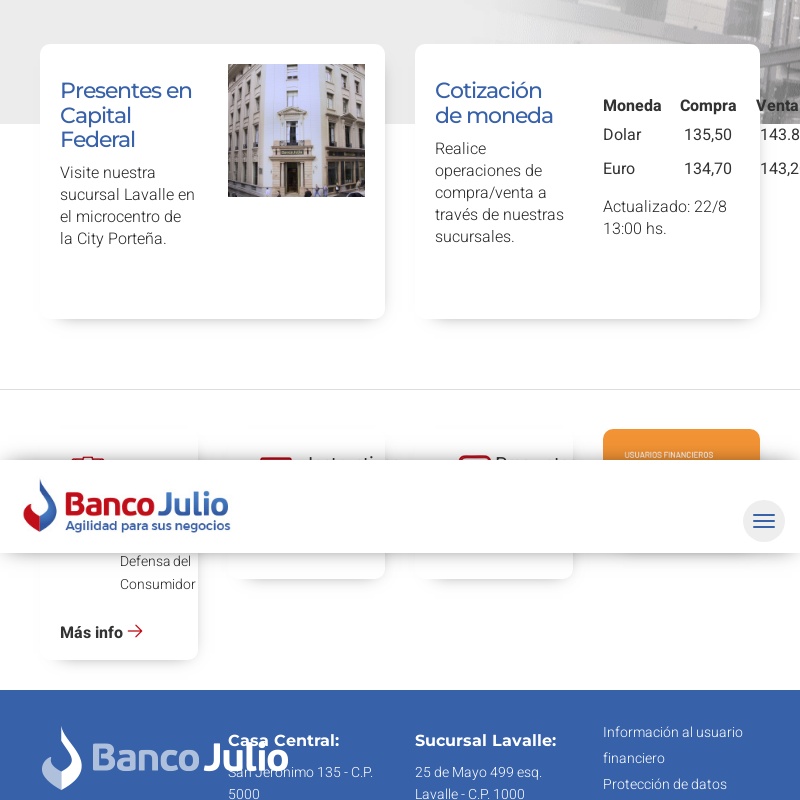 Presentes en
Capital
Federal
Visite nuestra
sucursal Lavalle en
el microcentro de
la City Porteña.
Cotización
de moneda
Realice
operaciones de
compra/venta a
través de nuestras
sucursales.
Moneda Compra Venta
Dolar 135,50 143.8
Euro 134,70 143,2
Actualizado: 22/8
13:00 hs.
USUARIOS FINANCIEROS
Banco Julio
Agilidad para sus negocios
Defensa del
Consumidor
Más info
Banco Julio
Casa Central:
San Jerónimo 135 - C.P.
5000
Sucursal Lavalle:
25 de Mayo 499 esq.
Lavalle - C.P. 1000
Información al usuario
financiero
Protección de datos